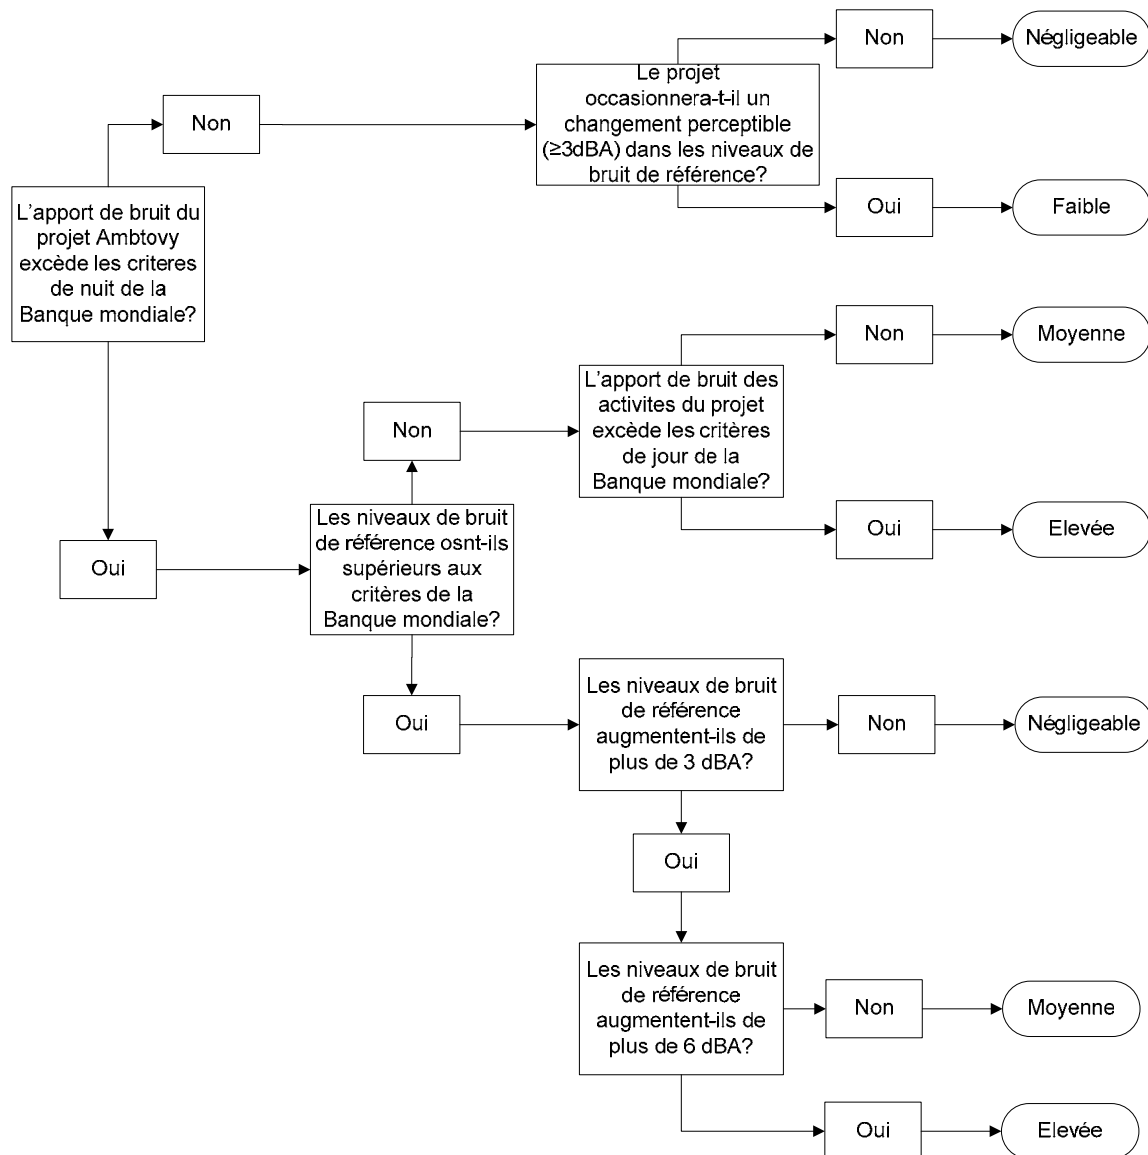 Non
Négligeable
Le projet
occasionnera-t-il un
changement perceptible
(≥3dBA) dans les niveaux de
bruit de référence?
Non
Oui
Faible
L'apport de bruit du
projet Ambtovy
excède les criteres
de nuit de la
Banque mondiale?
Non
Moyenne
L'apport de bruit des
activites du projet
excède les critères
de jour de la
Banque mondiale?
Non
Oui
Elevée
Les niveaux de bruit
de référence osnt-ils
supérieurs aux
critères de la
Banque mondiale?
Oui
Les niveaux de bruit
de référence
augmentent-ils de
plus de 3 dBA?
Oui
Non
Négligeable
Oui
Les niveaux de bruit
de référence
augmentent-ils de
plus de 6 dBA?
Non
Moyenne
Oui
Elevée